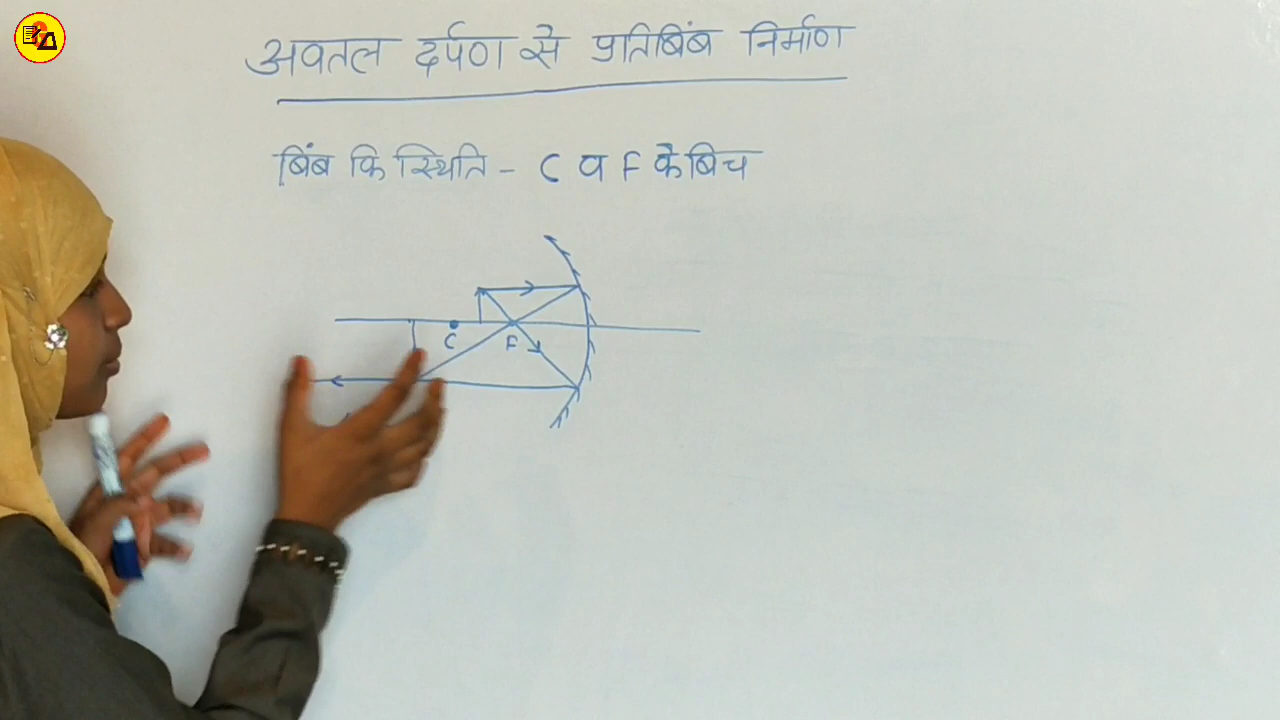 अवतल दर्पण से प्रतिबिंब निर्माण
बिंब कि स्थिति - C व F के बिच
C F